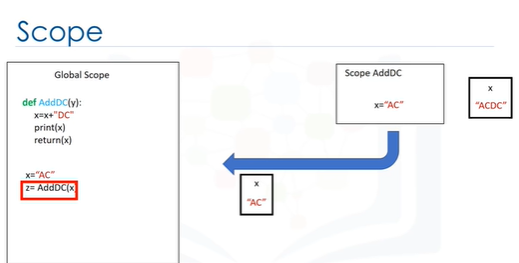 Scope
Global Scope
def AddDC(y):
x=x+"DC"
print(x)
return(x)
x="AC"
z= AddDC(x
Scope AddDC
x="AC"
x
"ACDC"
x
"AC"